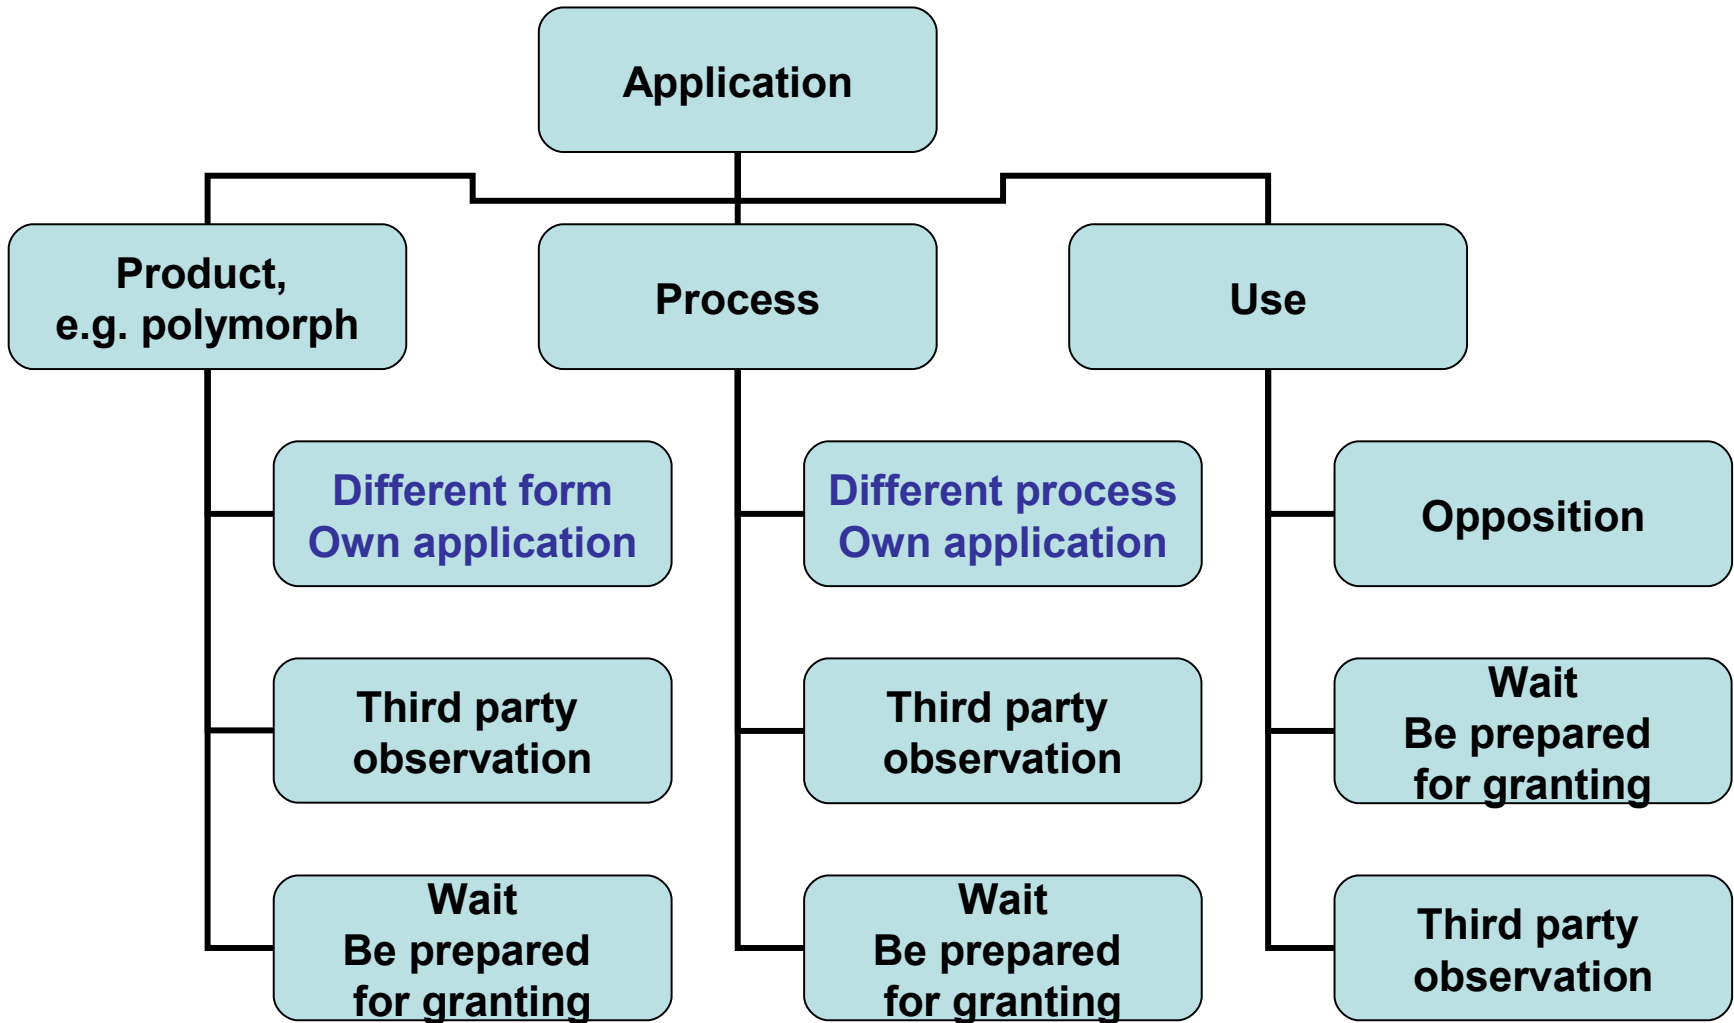 Application
Product,
e.g. polymorph
Process
Use
Different form
Own application
Different process
Own application
Opposition
Third party
observation
Third party
observation
Wait
Be prepared
for granting
Wait
Be prepared
for granting
Wait
Be prepared
for granting
Third party
observation